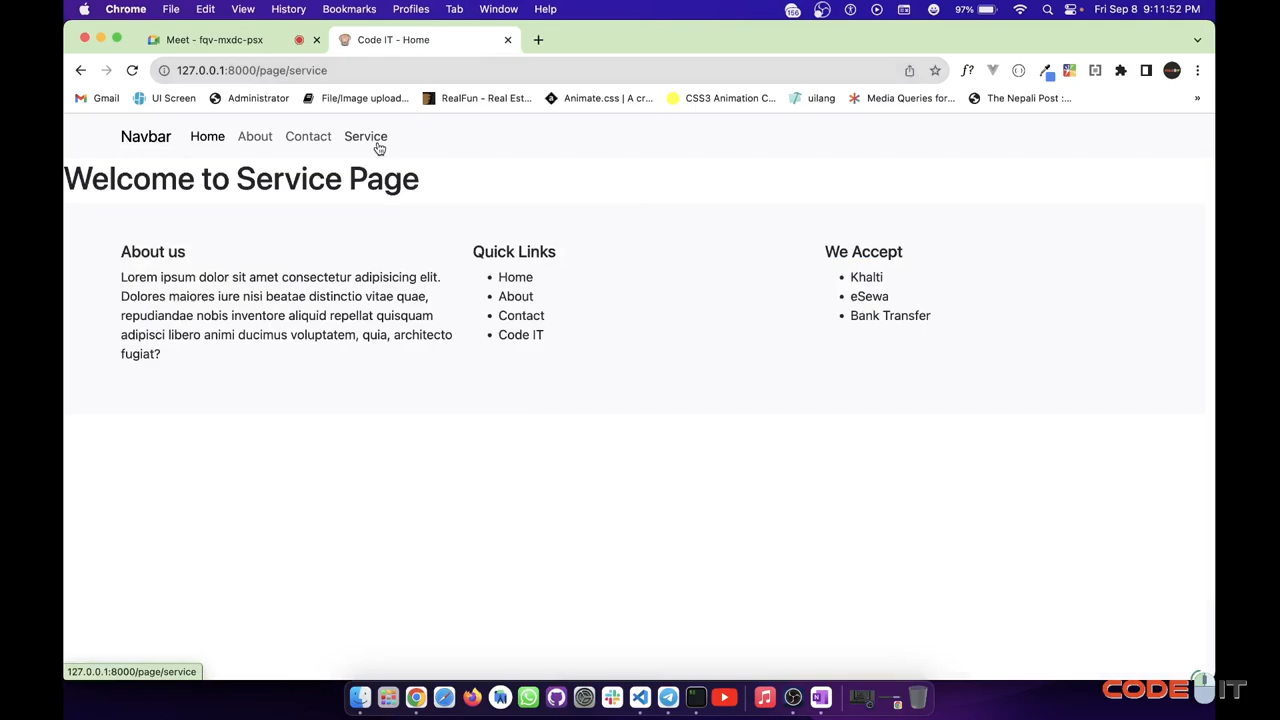 Chrome File Edit View History Bookmarks Profiles Tab Window Help 97% Fri Sep 8 9:11:52 PM
Meet - fqv-mxdc-psx Code IT - Home
127.0.0.1:8000/page/service
Gmail UI Screen Administrator File/Image upload... RealFun - Real Est... Animate.css | A cr... CSS3 Animation C... uilang Media Queries for... The Nepali Post :... »
Navbar Home About Contact Service
Welcome to Service Page
About us
Lorem ipsum dolor sit amet consectetur adipisicing elit.
Dolores maiores iure nisi beatae distinctio vitae quae,
repudiandae nobis inventore aliquid repellat quisquam
adipisci libero animi ducimus voluptatem, quia, architecto
fugiat?
Quick Links
• Home
• About
• Contact
• Code IT
We Accept
• Khalti
• eSewa
• Bank Transfer
127.0.0.1:8000/page/service
CODE IT